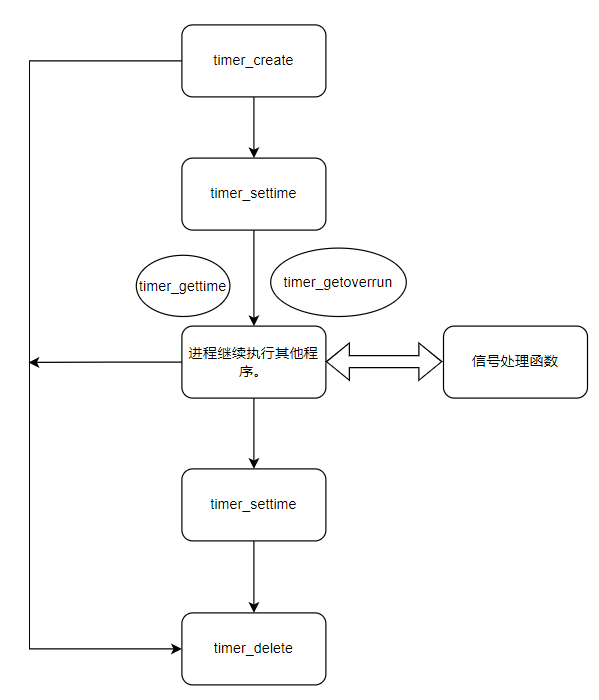 timer_create
timer_settime
timer_gettime
timer_getoverrun
进程继续执行其他程
序。
信号处理函数
timer_settime
timer_delete